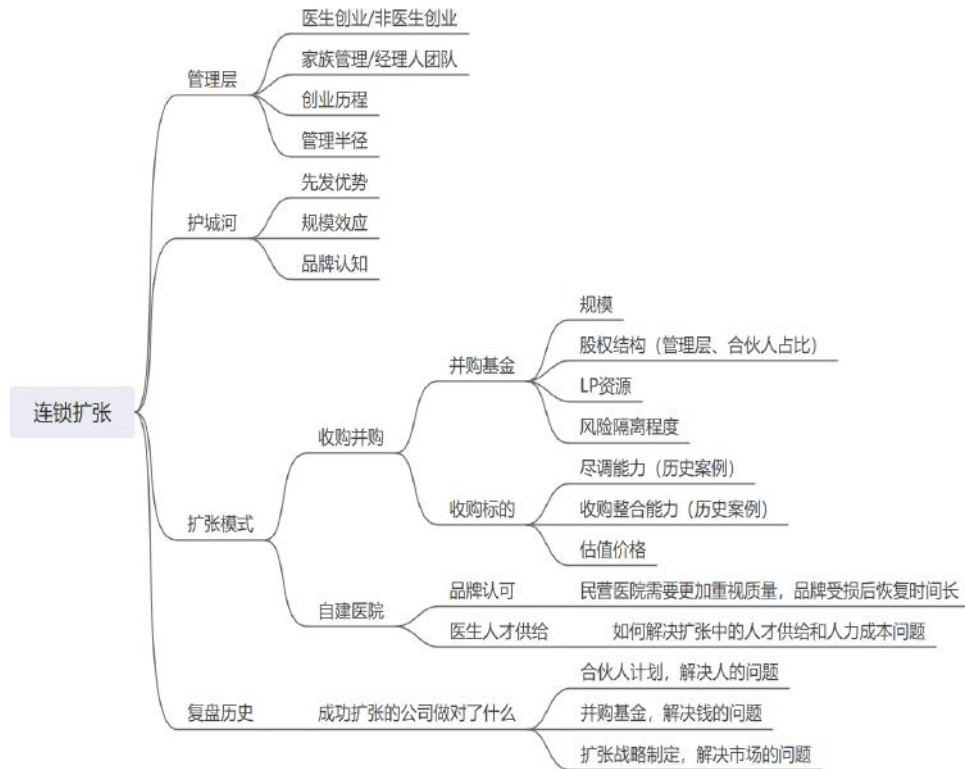 连锁扩张
管理层
医生创业/非医生创业
家族管理/经理人团队
创业历程
管理半径
护城河
先发优势
规模效应
品牌认知
扩张模式
收购并购
并购基金
规模
股权结构（管理层、合伙人占比）
LP资源
风险隔离程度
收购标的
尽调能力（历史案例）
收购整合能力（历史案例）
估值价格
自建医院
品牌认可
民营医院需要更加重视质量，品牌受损后恢复时间长
医生人才供给
如何解决扩张中的人才供给和人力成本问题
复盘历史
成功扩张的公司做对了什么
合伙人计划，解决人的问题
并购基金，解决钱的问题
扩张战略制定，解决市场的问题